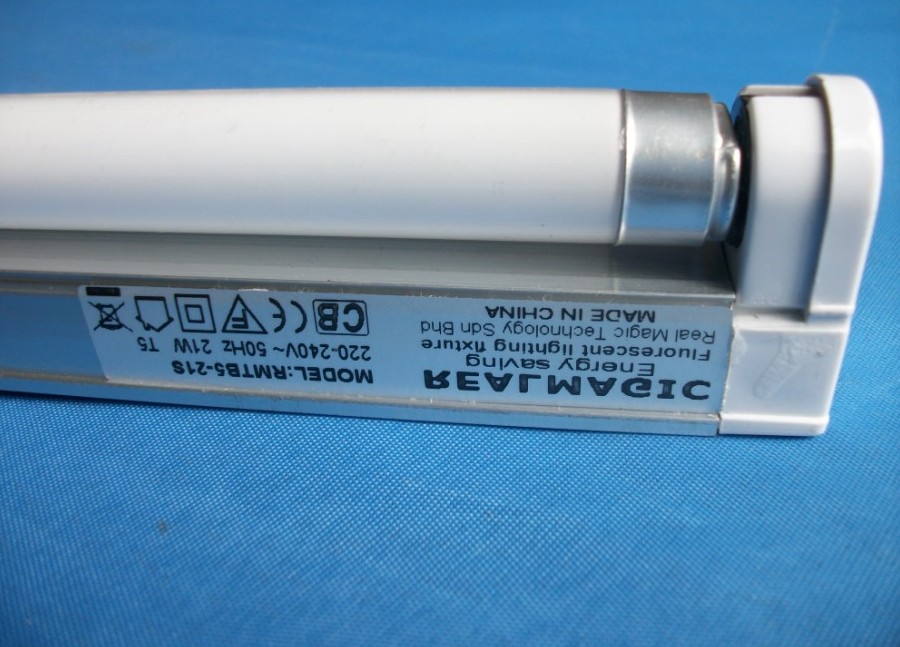 REALMAGIC
Energy saving
Fluorescent lighting fixture
Real Magic Technology Sdn Bhd
MADE IN CHINA
MODEL:RMTB5-21S
220-240V~ 50Hz 21W T5
CB CE F